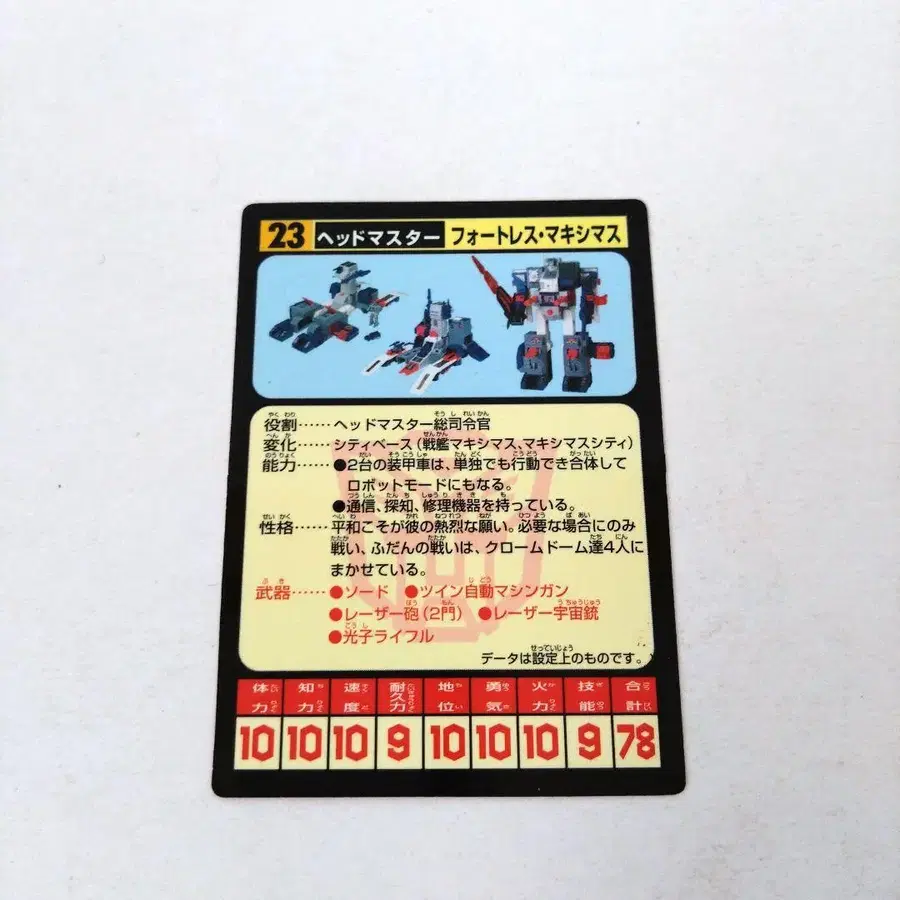 23 ヘッドマスター フォートレス・マキシマス
役割……ヘッドマスター総司令官
変化……シティベース(戦艦マキシマス、マキシマスシティ)
能力……●2台の装甲車は、単独でも行動でき合体して
ロボットモードにもなる。
●通信、探知、修理機器を持っている。
性格……平和こそが彼の熱烈な願い。必要な場合にのみ
戦い、ふだんの戦いは、クロームドーム達4人に
まかせている。
武器……●ソード ●ツイン自動マシンガン
●レーザー砲(2門) ●レーザー宇宙銃
●光子ライフル
データは設定上のものです。
体力 知力 速度 耐久力 地位 勇気 火力 技能 合計
10 10 10 9 10 10 10 9 78